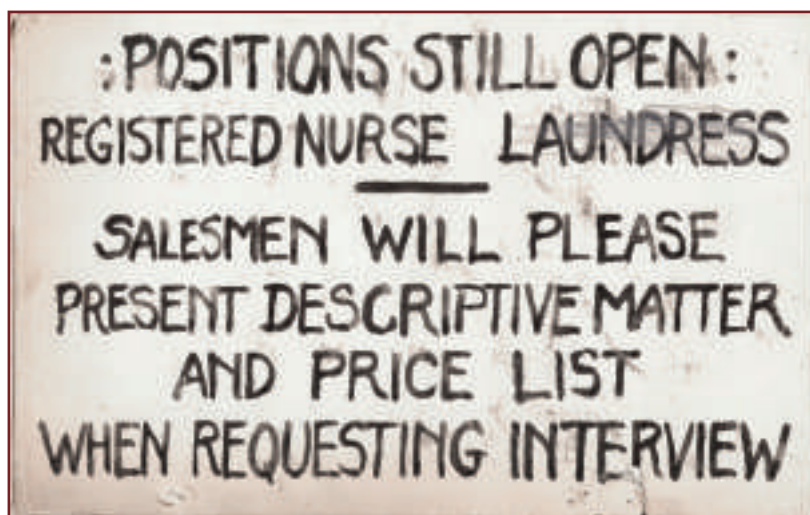 :POSITIONS STILL OPEN:
REGISTERED NURSE LAUNDRESS
SALESMEN WILL PLEASE
PRESENT DESCRIPTIVE MATTER
AND PRICE LIST
WHEN REQUESTING INTERVIEW